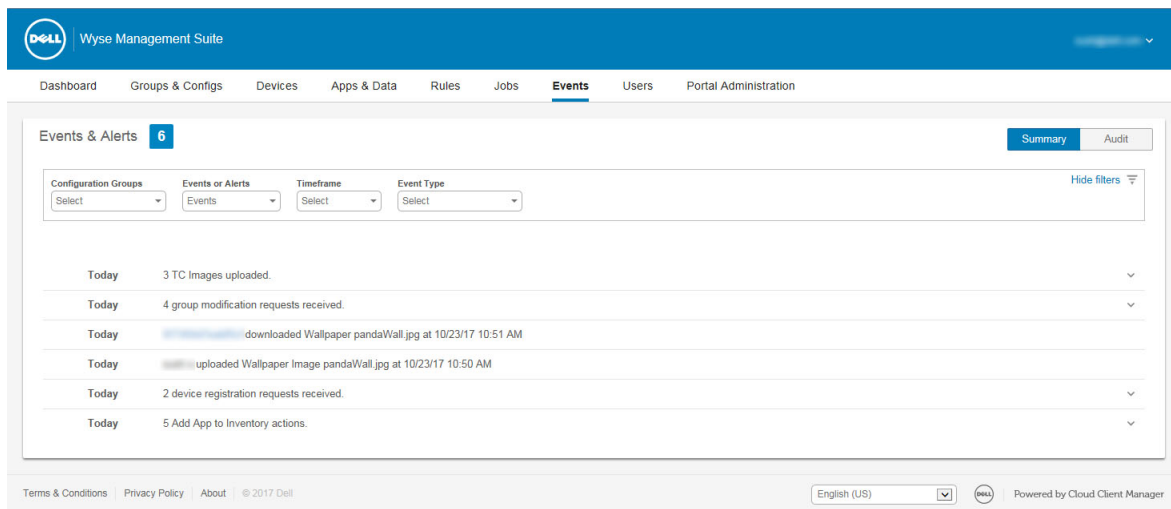 DELL Wyse Management Suite
Dashboard Groups & Configs Devices Apps & Data Rules Jobs Events Users Portal Administration
Events & Alerts 6 Summary Audit
Configuration Groups Events or Alerts Timeframe Event Type Hide filters
Select Events Select Select
Today 3 TC Images uploaded.
Today 4 group modification requests received.
Today downloaded Wallpaper pandaWall.jpg at 10/23/17 10:51 AM
Today uploaded Wallpaper Image pandaWall.jpg at 10/23/17 10:50 AM
Today 2 device registration requests received.
Today 5 Add App to Inventory actions.
Terms & Conditions Privacy Policy About © 2017 Dell English (US) DELL Powered by Cloud Client Manager